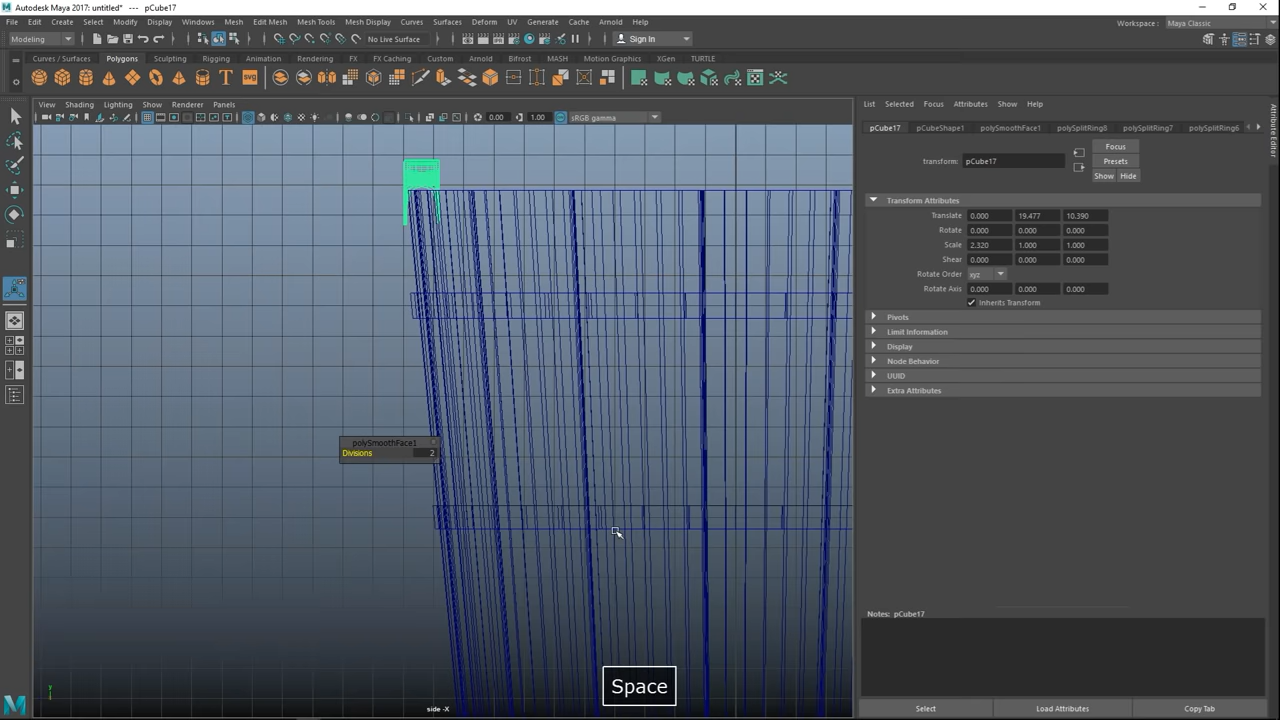 Autodesk Maya 2017: untitled* --- pCube17
File Edit Create Select Modify Display Windows Mesh Edit Mesh Mesh Tools Mesh Display Curves Surfaces Deform UV Generate Cache Arnold Help
Workspace : Maya Classic
Modeling No Live Surface Sign In
Curves / Surfaces Polygons Sculpting Rigging Animation Rendering FX FX Caching Custom Arnold Bifrost MASH Motion Graphics XGen TURTLE
T svg
View Shading Lighting Show Renderer Panels
0.00 1.00 sRGB gamma
List Selected Focus Attributes Show Help
pCube17 pCubeShape1 polySmoothFace1 polySplitRing8 polySplitRing7 polySplitRing6
Focus
transform: pCube17 Presets
Show Hide
Transform Attributes
Translate 0.000 19.477 10.390
Rotate 0.000 0.000 0.000
Scale 2.320 1.000 1.000
Shear 0.000 0.000 0.000
Rotate Order xyz
Rotate Axis 0.000 0.000 0.000
Inherits Transform
Pivots
Limit Information
Display
Node Behavior
UUID
Extra Attributes
Notes: pCube17
Select Load Attributes Copy Tab
Attribute Editor
polySmoothFace1
Divisions 2
Space
y
side -X